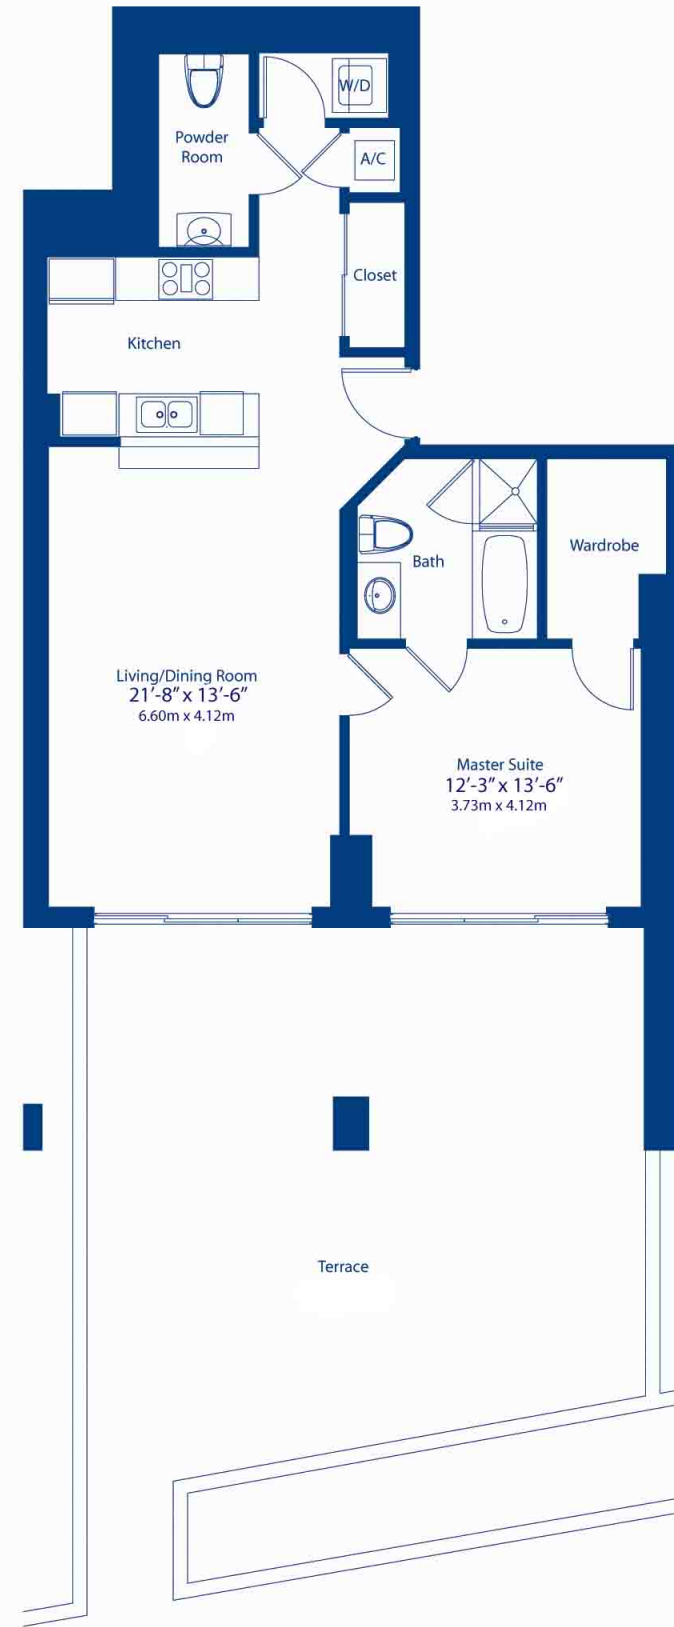 W/D
Powder
Room
A/C
Closet
Kitchen
Bath
Wardrobe
Living/Dining Room
21’-8” x 13’-6”
6.60m x 4.12m
Master Suite
12’-3” x 13’-6”
3.73m x 4.12m
Terrace